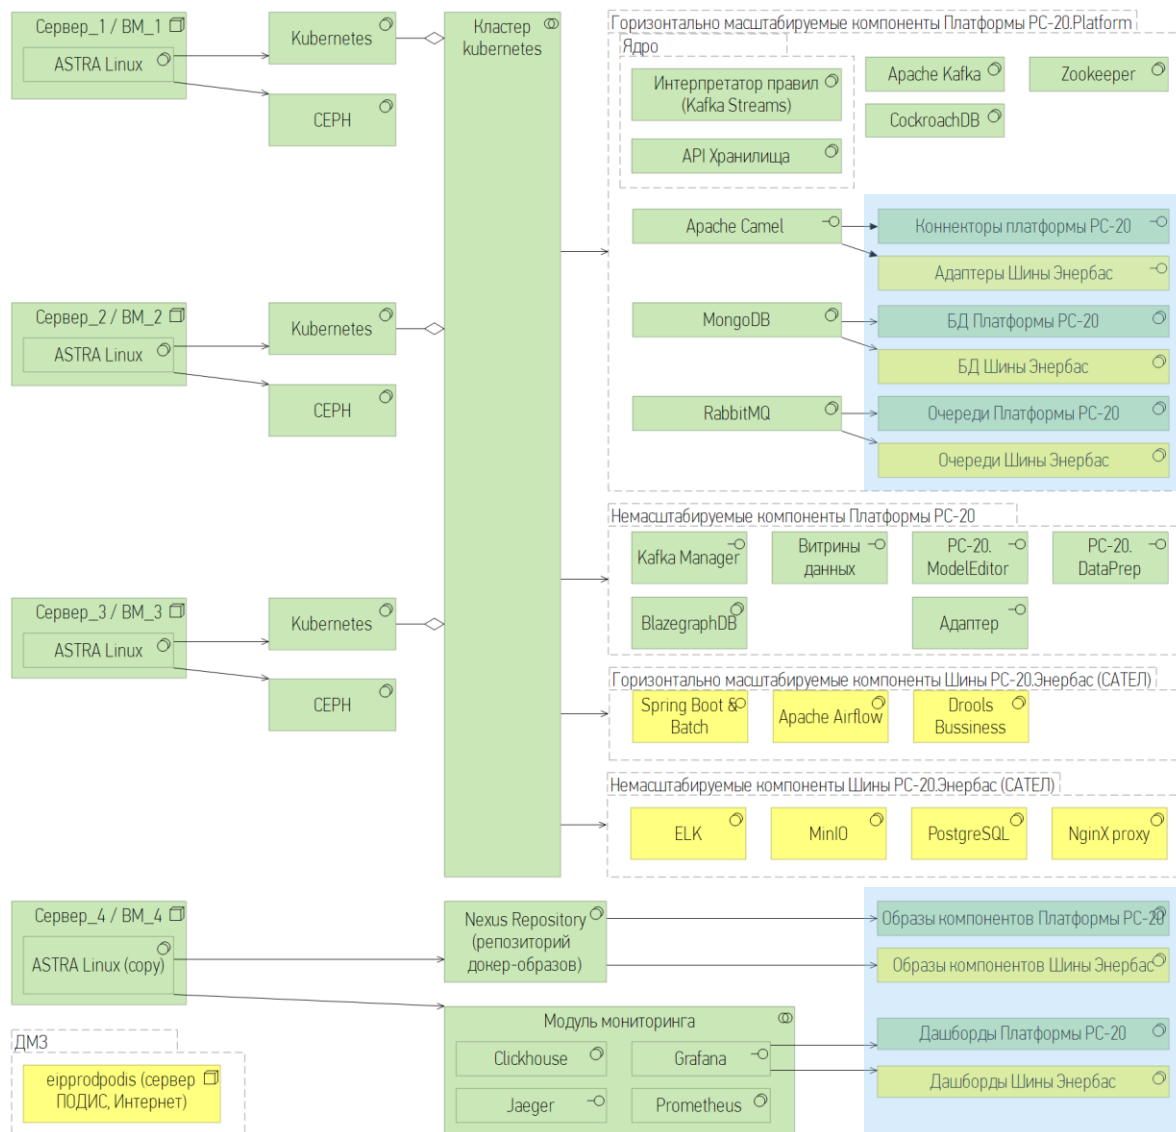 Сервер_1 / ВМ_1
ASTRA Linux
Kubernetes
CEPH
Кластер
kubernetes
Горизонтально масштабируемые компоненты Платформы РС-20.Platform
Ядро
Интерпретатор правил
(Kafka Streams)
API Хранилища
Apache Kafka
Zookeeper
CockroachDB
Apache Camel
Коннекторы платформы РС-20
Адаптеры Шины Энербас
Сервер_2 / ВМ_2
ASTRA Linux
Kubernetes
CEPH
MongoDB
БД Платформы РС-20
БД Шины Энербас
RabbitMQ
Очереди Платформы РС-20
Очереди Шины Энербас
Немасштабируемые компоненты Платформы РС-20
Kafka Manager
Витрины
данных
РС-20.
ModelEditor
РС-20.
DataPrep
BlazegraphDB
Адаптер
Сервер_3 / ВМ_3
ASTRA Linux
Kubernetes
CEPH
Горизонтально масштабируемые компоненты Шины РС-20.Энербас (САТЕЛ)
Spring Boot &
Batch
Apache Airflow
Drools
Bussiness
Немасштабируемые компоненты Шины РС-20.Энербас (САТЕЛ)
ELK
MinIO
PostgreSQL
NginX proxy
Сервер_4 / ВМ_4
ASTRA Linux (copy)
Nexus Repository
(репозиторий
докер-образов)
Образы компонентов Платформы РС-20
Образы компонентов Шины Энербас
Модуль мониторинга
Clickhouse
Grafana
Jaeger
Prometheus
Дашборды Платформы РС-20
Дашборды Шины Энербас
ДМЗ
eipprodpodis (сервер
ПОДИС, Интернет)